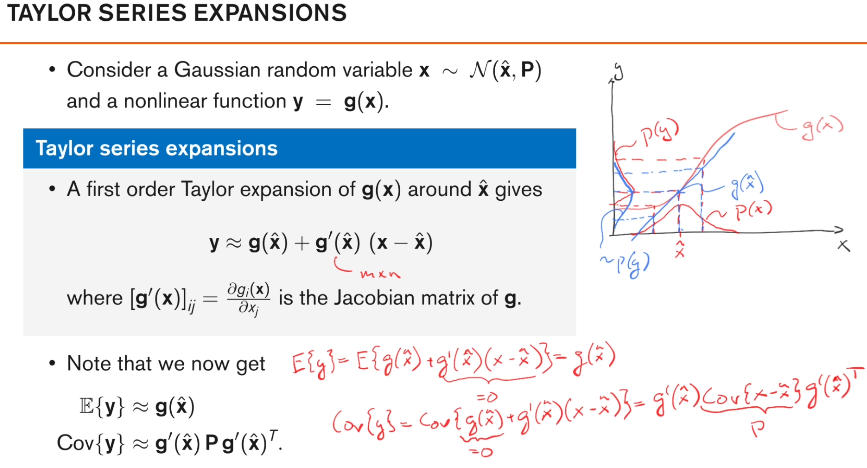 TAYLOR SERIES EXPANSIONS
• Consider a Gaussian random variable x ∼ 𝒩(x̂, P)
and a nonlinear function y = g(x).
Taylor series expansions
• A first order Taylor expansion of g(x) around x̂ gives
y ≈ g(x̂) + g′(x̂) (x − x̂)
m×n
where [g′(x)]ᵢⱼ = ∂gᵢ(x)/∂xⱼ is the Jacobian matrix of g.
• Note that we now get
𝔼{y} ≈ g(x̂)
Cov{y} ≈ g′(x̂) P g′(x̂)ᵀ.
E{y} = E{g(x̂) + g'(x̂)(x-x̂)} = g(x̂)
=0
Cov{y} = Cov{g(x̂) + g'(x̂)(x-x̂)} = g'(x̂) Cov{x-x̂} g'(x̂)ᵀ
=0
P
y
p(y)
g(x)
g(x̂)
p(x)
~p(y)
x̂
x